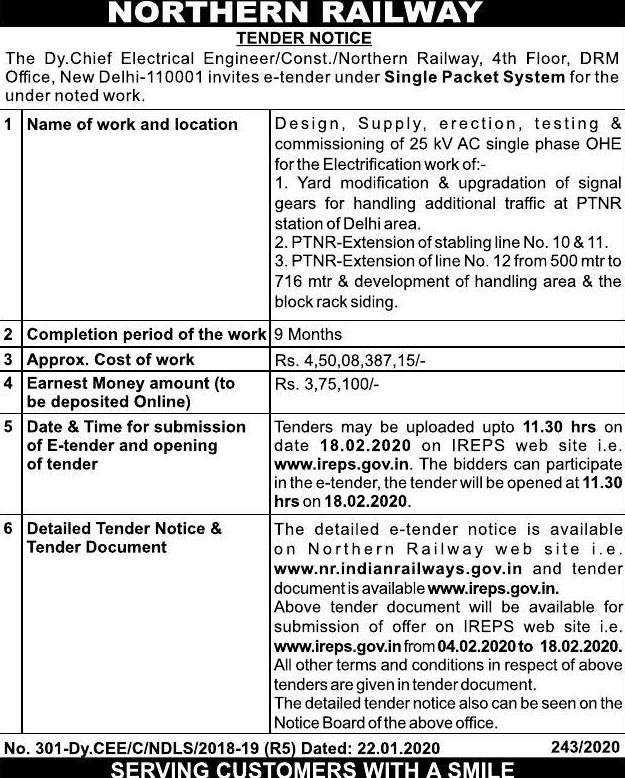 NORTHERN RAILWAY
TENDER NOTICE
The Dy.Chief Electrical Engineer/Const./Northern Railway, 4th Floor, DRM
Office, New Delhi-110001 invites e-tender under Single Packet System for the
under noted work.
1 Name of work and location
Design, Supply, erection, testing &
commissioning of 25 kV AC single phase OHE
for the Electrification work of:-
1. Yard modification & upgradation of signal
gears for handling additional traffic at PTNR
station of Delhi area.
2. PTNR-Extension of stabling line No. 10 & 11.
3. PTNR-Extension of line No. 12 from 500 mtr to
716 mtr & development of handling area & the
block rack siding.
2 Completion period of the work 9 Months
3 Approx. Cost of work Rs. 4,50,08,387,15/-
4 Earnest Money amount (to Rs. 3,75,100/-
be deposited Online)
5 Date & Time for submission
of E-tender and opening
of tender
Tenders may be uploaded upto 11.30 hrs on
date 18.02.2020 on IREPS web site i.e.
www.ireps.gov.in. The bidders can participate
in the e-tender, the tender will be opened at 11.30
hrs on 18.02.2020.
6 Detailed Tender Notice &
Tender Document
The detailed e-tender notice is available
on Northern Railway web site i.e.
www.nr.indianrailways.gov.in and tender
document is available www.ireps.gov.in.
Above tender document will be available for
submission of offer on IREPS web site i.e.
www.ireps.gov.in from 04.02.2020 to 18.02.2020.
All other terms and conditions in respect of above
tenders are given in tender document.
The detailed tender notice also can be seen on the
Notice Board of the above office.
No. 301-Dy.CEE/C/NDLS/2018-19 (R5) Dated: 22.01.2020 243/2020
SERVING CUSTOMERS WITH A SMILE